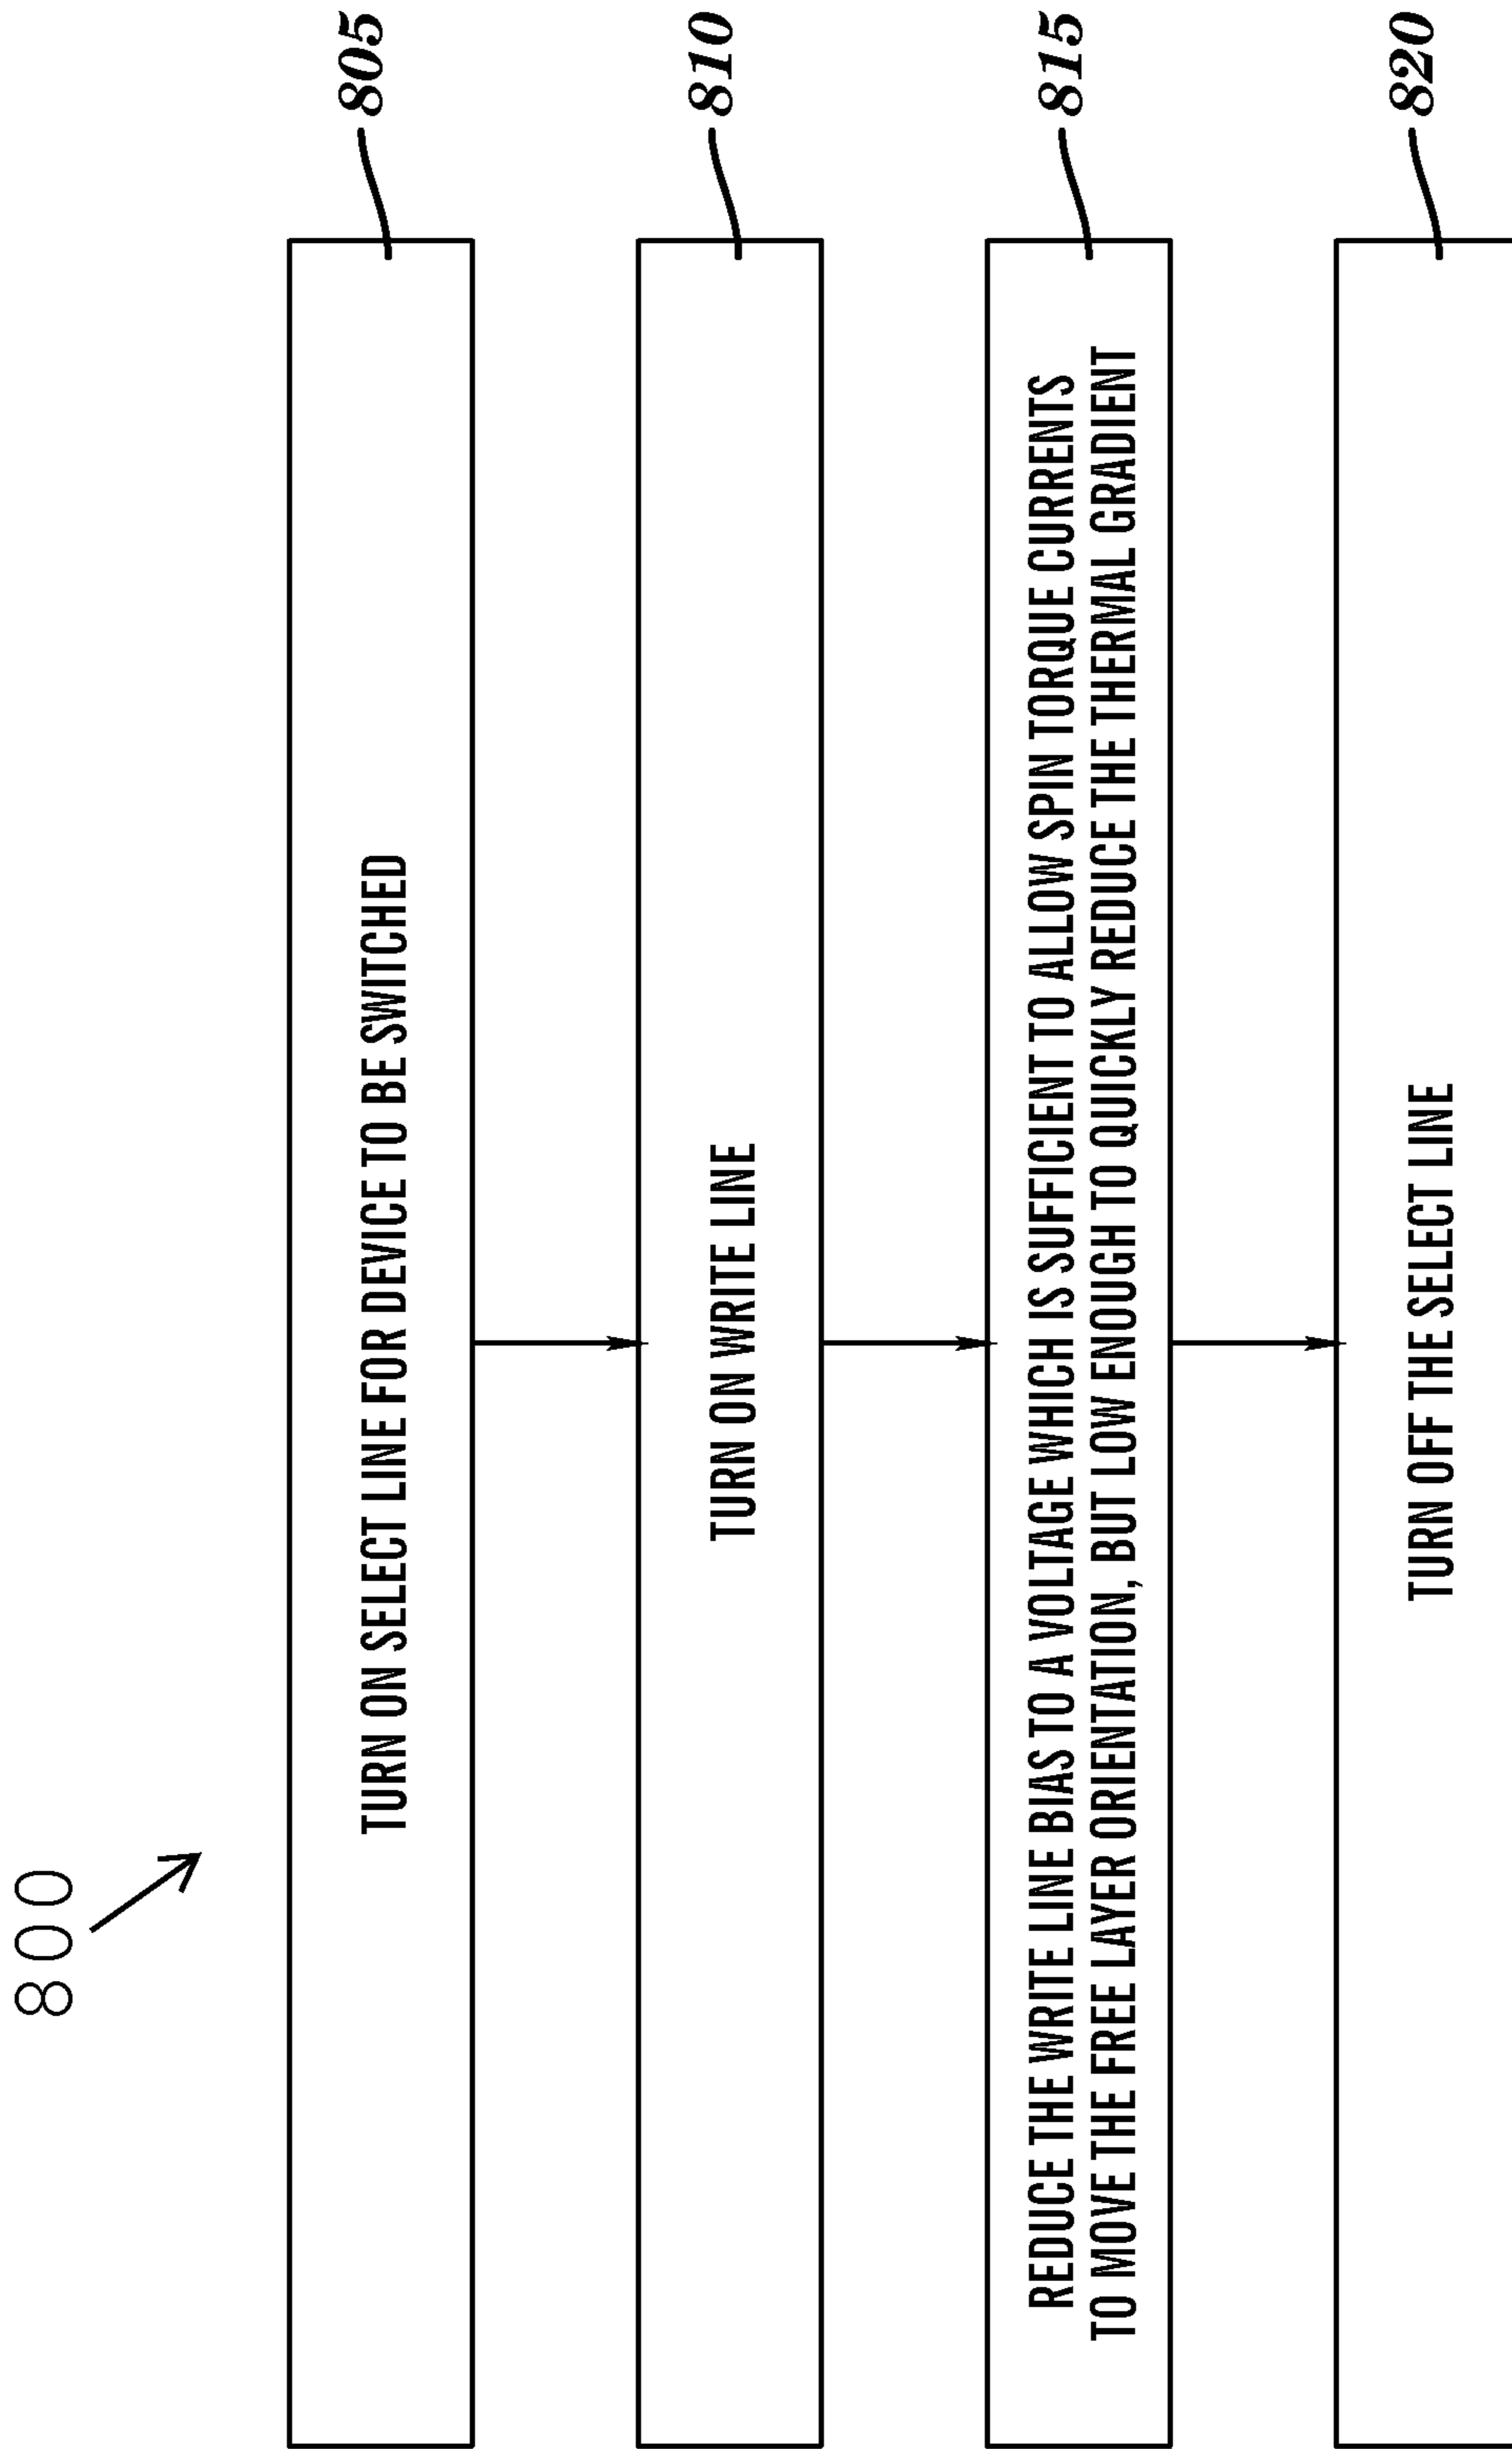 800
805
TURN ON SELECT LINE FOR DEVICE TO BE SWITCHED
810
TURN ON WRITE LINE
815
REDUCE THE WRITE LINE BIAS TO A VOLTAGE WHICH IS SUFFICIENT TO ALLOW SPIN TORQUE CURRENTS
TO MOVE THE FREE LAYER ORIENTATION, BUT LOW ENOUGH TO QUICKLY REDUCE THE THERMAL GRADIENT
820
TURN OFF THE SELECT LINE